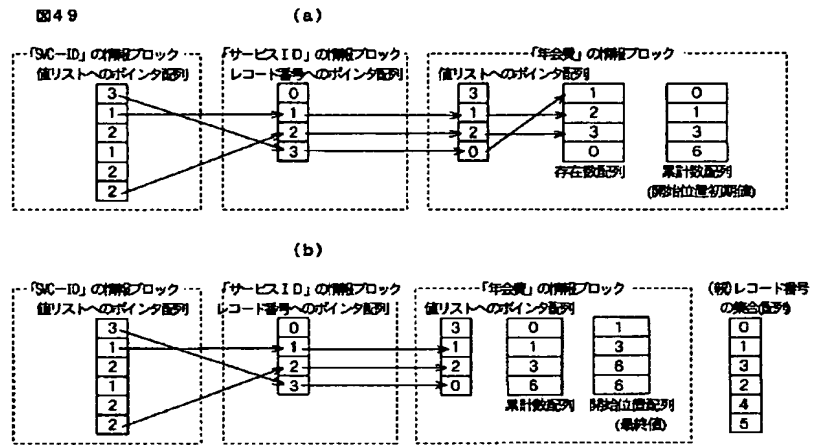 図49
(a)
「SVC-ID」の情報ブロック
「サービスID」の情報ブロック
「年会費」の情報ブロック
値リストへのポインタ配列
レコード番号へのポインタ配列
値リストへのポインタ配列
3
1
2
1
2
2
0
1
2
3
3
1
2
0
1
2
3
0
0
1
3
6
存在数配列
累計数配列
(開始位置初期値)
(b)
「SVC-ID」の情報ブロック
「サービスID」の情報ブロック
「年会費」の情報ブロック
(新)レコード番号
の集合(配列)
値リストへのポインタ配列
レコード番号へのポインタ配列
値リストへのポインタ配列
3
1
2
1
2
2
0
1
2
3
3
1
2
0
0
1
3
6
1
3
6
6
累計数配列
開始位置配列
(最終値)
0
1
3
2
4
5